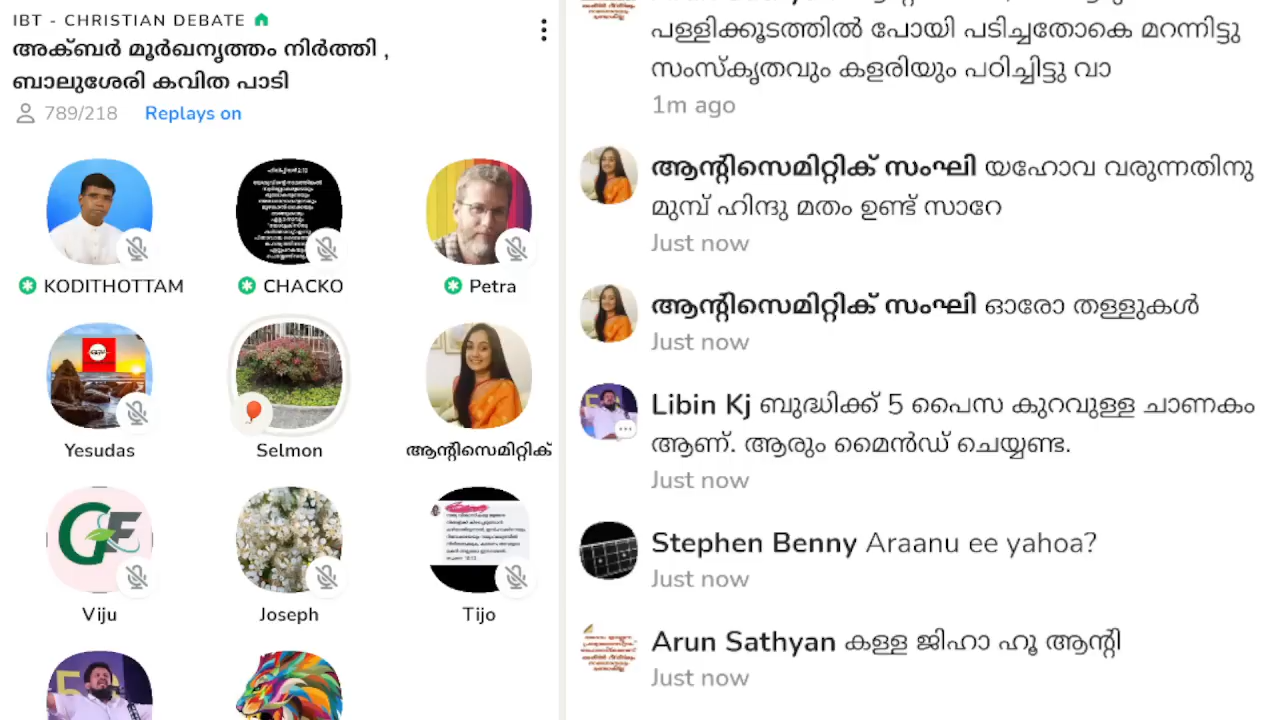 IBT - CHRISTIAN DEBATE
അക്ബർ മൂർഖനൃത്തം നിർത്തി ,
ബാലുശേരി കവിത പാടി
789/218 Replays on
KODITHOTTAM CHACKO Petra
Yesudas Selmon ആന്റിസെമിറ്റിക്
GF
Viju Joseph Tijo
പള്ളിക്കൂടത്തിൽ പോയി പടിച്ചതോകെ മറന്നിട്ടു
സംസ്കൃതവും കളരിയും പഠിച്ചിട്ടു വാ
1m ago
ആന്റിസെമിറ്റിക് സംഘി യഹോവ വരുന്നതിനു
മുമ്പ് ഹിന്ദു മതം ഉണ്ട് സാറേ
Just now
ആന്റിസെമിറ്റിക് സംഘി ഓരോ തള്ളുകൾ
Just now
Libin Kj ബുദ്ധിക്ക് 5 പൈസ കുറവുള്ള ചാണകം
ആണ്. ആരും മൈൻഡ് ചെയ്യണ്ട.
Just now
Stephen Benny Araanu ee yahoa?
Just now
Arun Sathyan കള്ള ജിഹാ ഹൂ ആന്റി
Just now